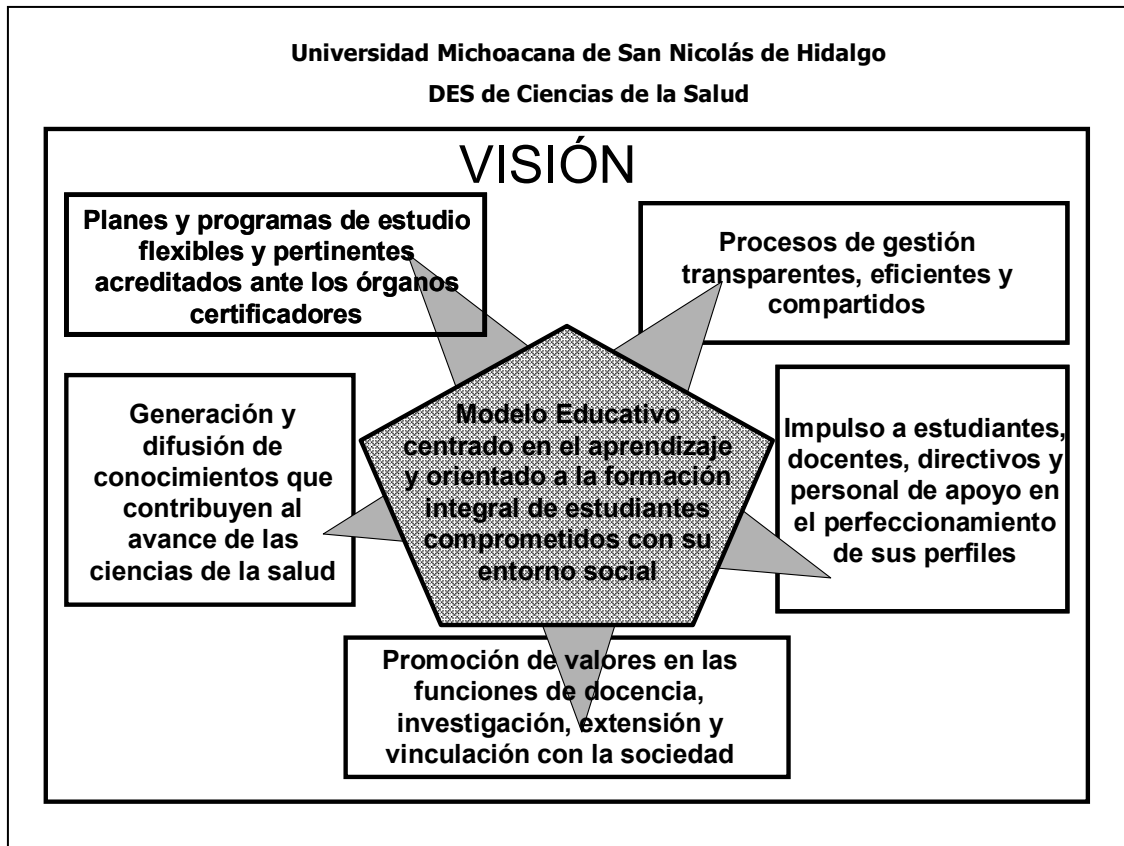 Universidad Michoacana de San Nicolás de Hidalgo
DES de Ciencias de la Salud
VISIÓN
Planes y programas de estudio
flexibles y pertinentes
acreditados ante los órganos
certificadores
Procesos de gestión
transparentes, eficientes y
compartidos
Generación y
difusión de
conocimientos que
contribuyen al
avance de las
ciencias de la salud
Modelo Educativo
centrado en el aprendizaje
y orientado a la formación
integral de estudiantes
comprometidos con su
entorno social
Impulso a estudiantes,
docentes, directivos y
personal de apoyo en
el perfeccionamiento
de sus perfiles
Promoción de valores en las
funciones de docencia,
investigación, extensión y
vinculación con la sociedad